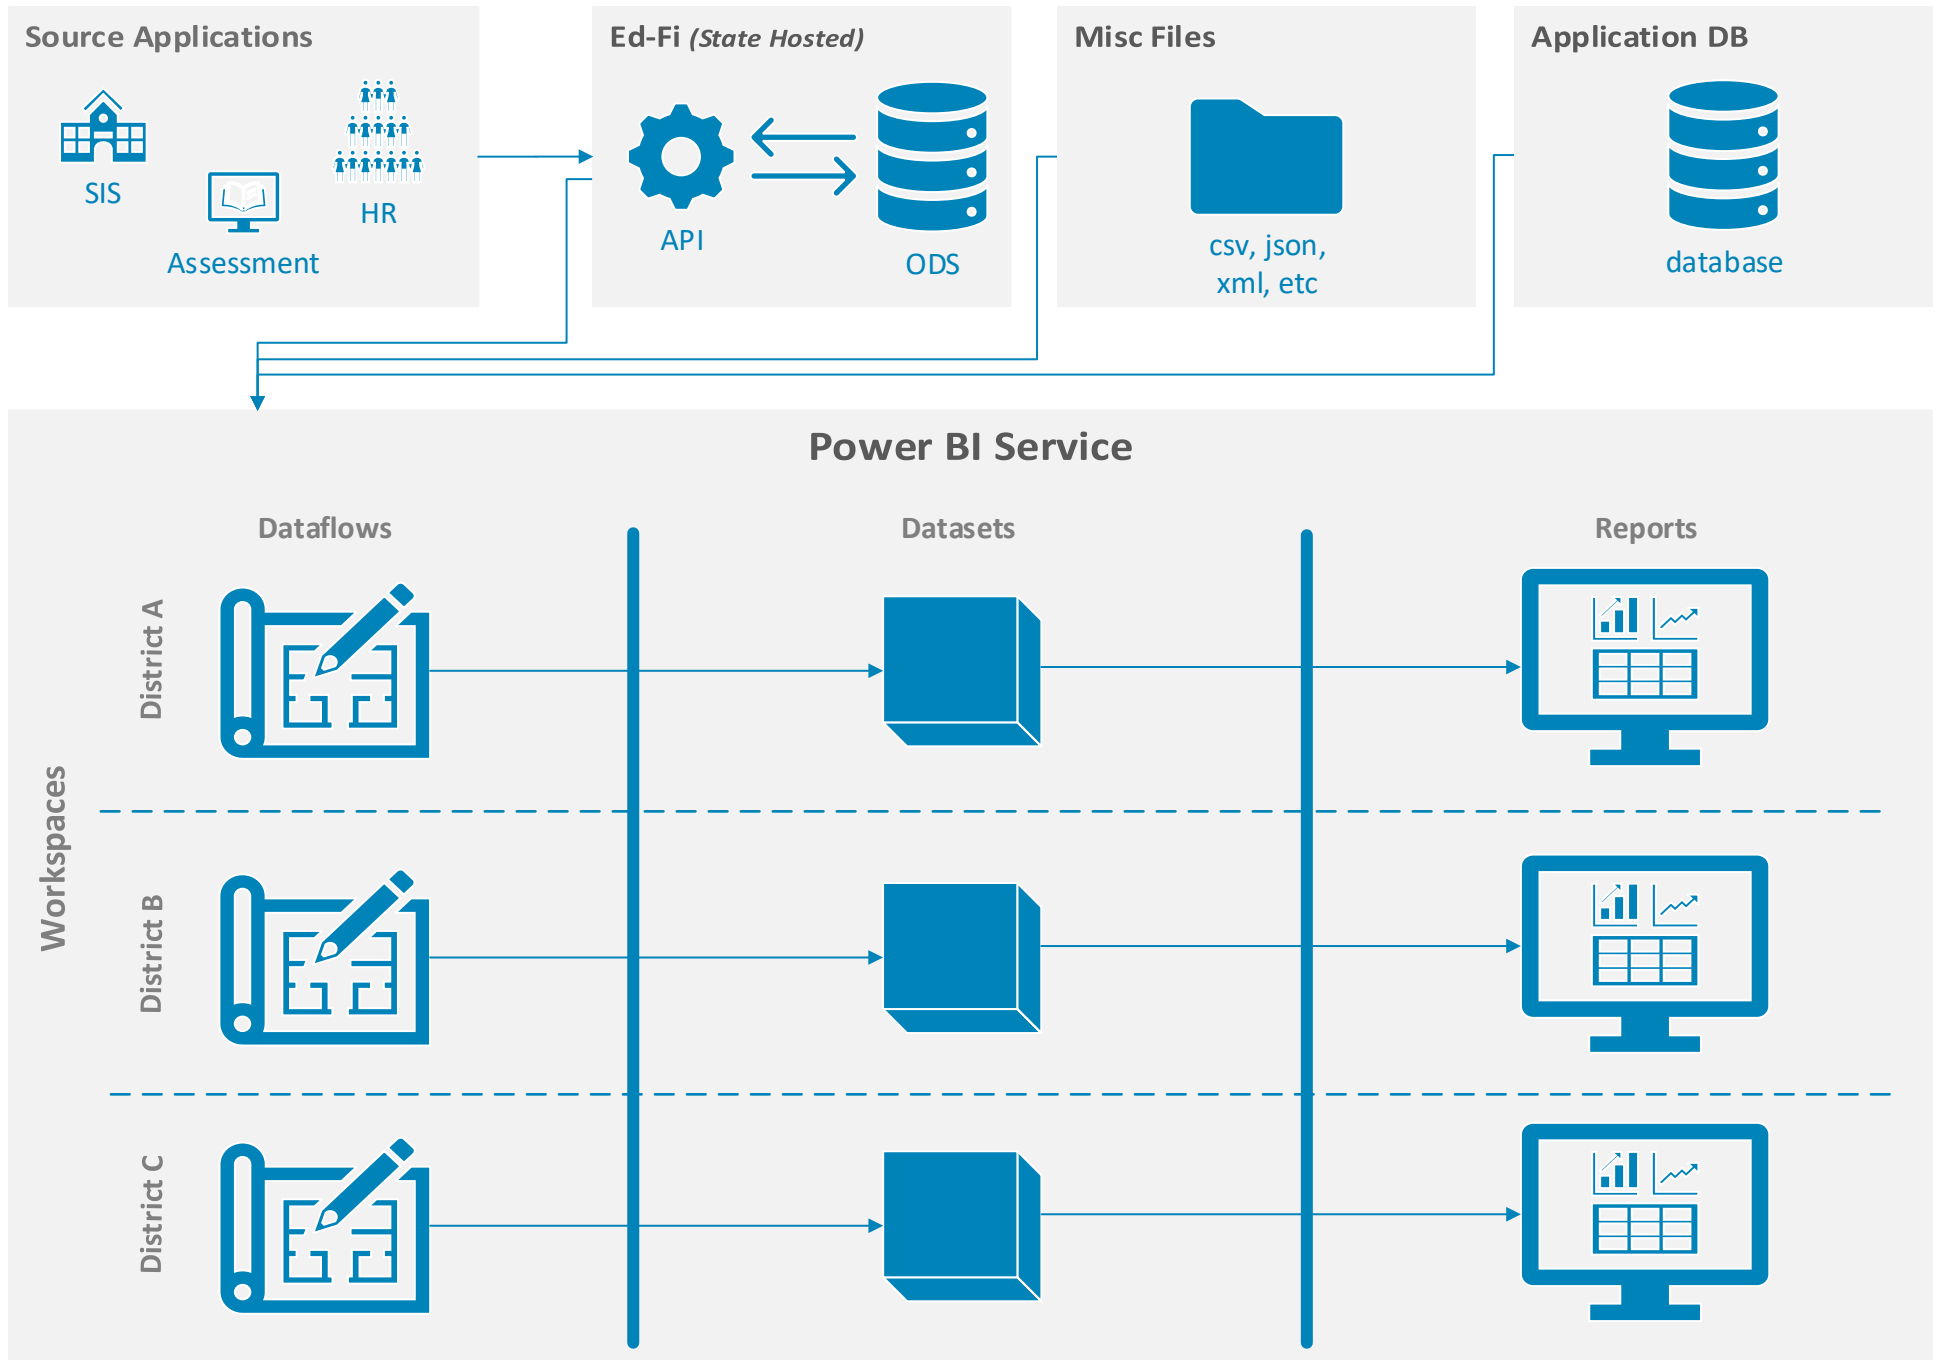 Source Applications
SIS
Assessment
HR
Ed-Fi (State Hosted)
API
ODS
Misc Files
csv, json,
xml, etc
Application DB
database
Power BI Service
Dataflows
Datasets
Reports
Workspaces
District A
District B
District C